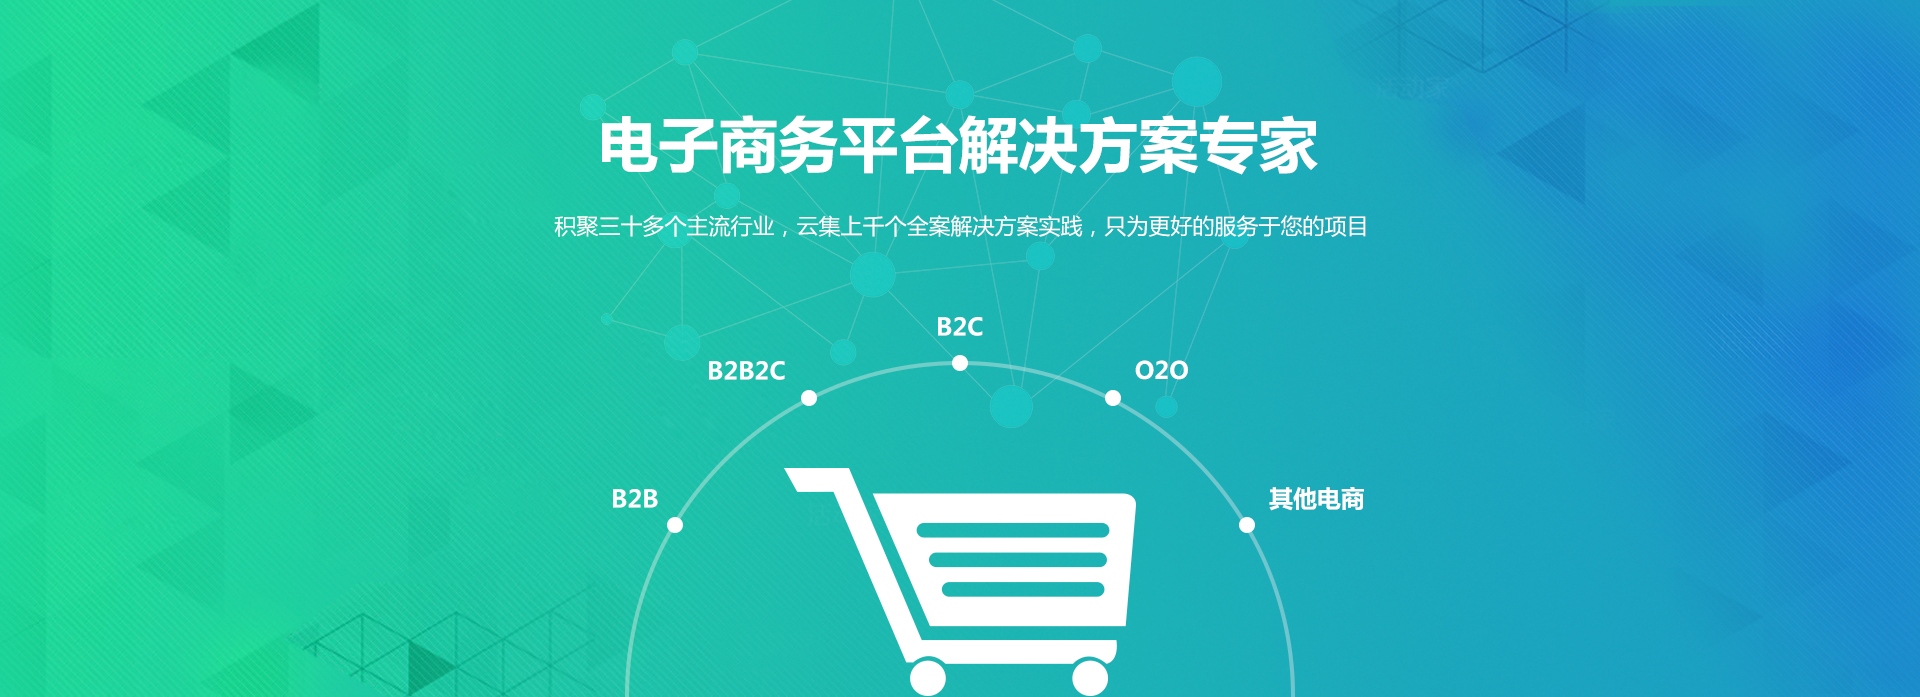 电子商务平台解决方案专家
积聚三十多个主流行业，云集上千个全案解决方案实践，只为更好的服务于您的项目
B2C
B2B2C
O2O
B2B
其他电商